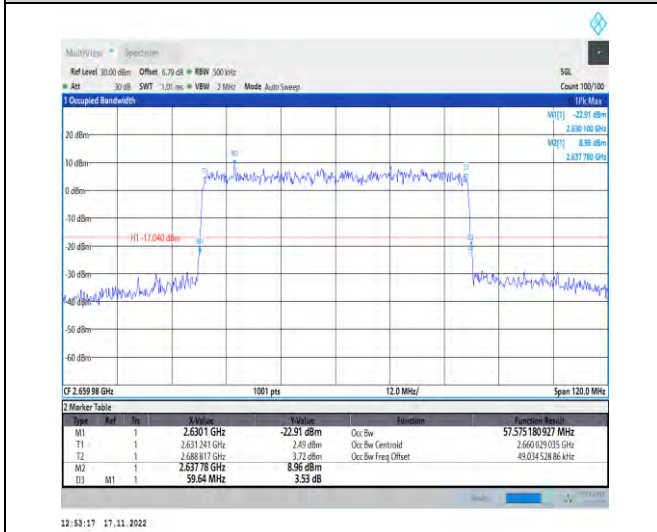 MultiView Spectrum
Ref Level 30.00 dBm Offset 6.79 dB RBW 500 kHz SGL
Att 30 dB SWT 1.01 ms VBW 2 MHz Mode Auto Sweep Count 100/100
1 Occupied Bandwidth 1Pk Max
M1[1] -22.91 dBm
2.630 100 GHz
M2[1] 8.96 dBm
2.637 780 GHz
20 dBm
10 dBm
0 dBm
-10 dBm
H1 -17.040 dBm
-20 dBm
-30 dBm
-40 dBm
-50 dBm
-60 dBm
M2
T1
T2
M1
D3
CF 2.659 98 GHz 1001 pts 12.0 MHz/ Span 120.0 MHz
2 Marker Table
Type Ref Trc X-Value Y-Value Function Function Result
M1 1 2.6301 GHz -22.91 dBm Occ Bw 57.575 180 927 MHz
T1 1 2.631 241 GHz 2.49 dBm Occ Bw Centroid 2.660 029 035 GHz
T2 1 2.688 817 GHz 3.72 dBm Occ Bw Freq Offset 49.034 528 86 kHz
M2 1 2.637 78 GHz 8.96 dBm
D3 M1 1 59.64 MHz 3.53 dB
12:53:17 17.11.2022